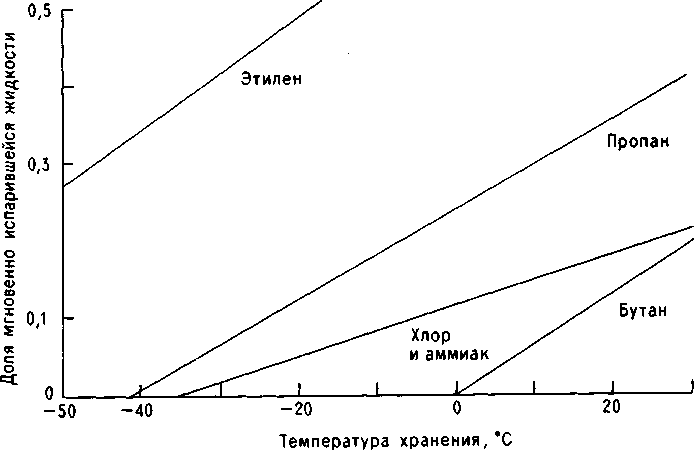 Доля мгновенно испарившейся жидкости
0,5
0,3
0,1
0
Этилен
Пропан
Хлор
и аммиак
Бутан
-50 -40 -20 0 20
Температура хранения, °С